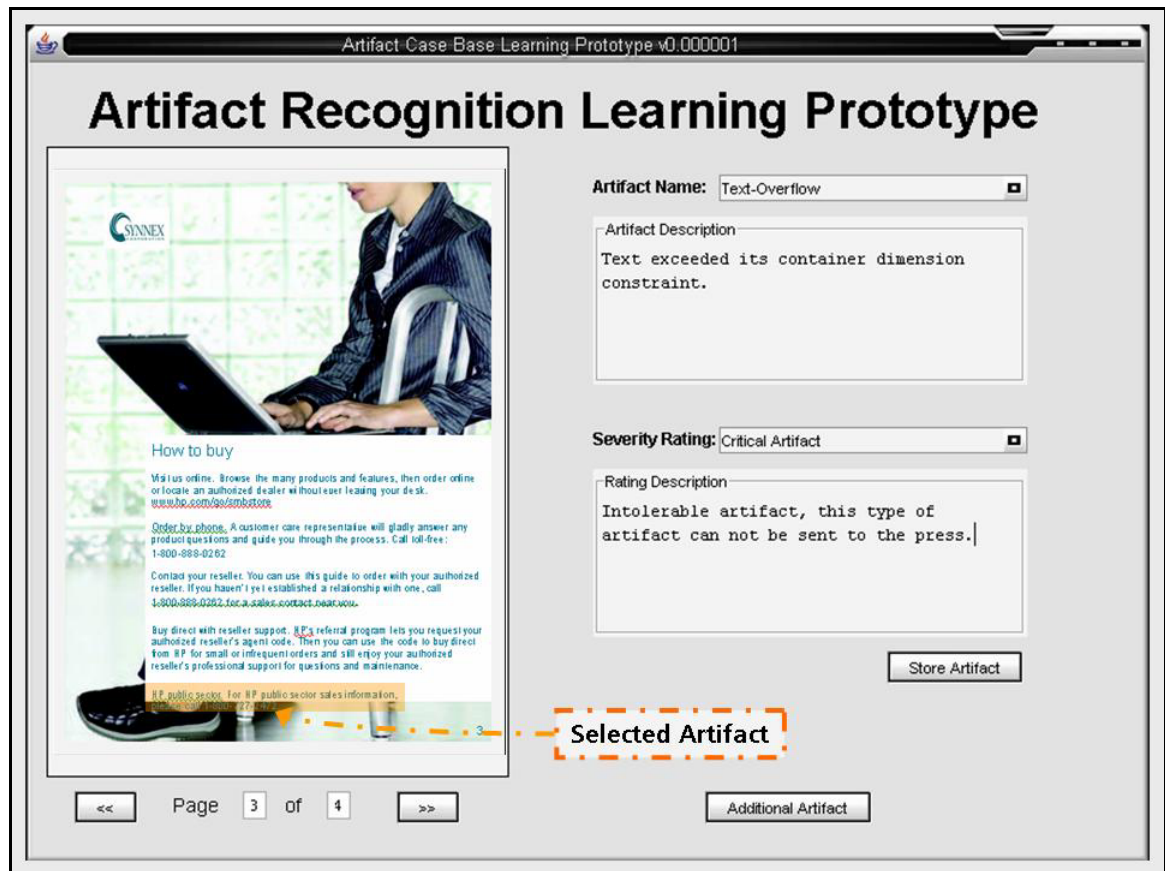 Artifact Case Base Learning Prototype v0.000001
Artifact Recognition Learning Prototype
SYNNEX
CORPORATION
How to buy
Visit us online. Browse the many products and features, then order online
or locate an authorized dealer without ever leaving your desk.
www.hp.com/go/smbstore
Order by phone. A customer care representative will gladly answer any
product questions and guide you through the process. Call toll-free:
1-800-888-0262
Contact your reseller. You can use this guide to order with your authorized
reseller. If you haven't yet established a relationship with one, call
1-800-888-0262 for a sales contact near you.
Buy direct with reseller support. HP's referral program lets you request your
authorized reseller's agent code. Then you can use the code to buy direct
from HP for small or infrequent orders and still enjoy your authorized
reseller's professional support for questions and maintenance.
HP public sector. For HP public sector sales information,
3
<< Page 3 of 4 >>
Artifact Name: Text-Overflow
Artifact Description
Text exceeded its container dimension
constraint.
Severity Rating: Critical Artifact
Rating Description
Intolerable artifact, this type of
artifact can not be sent to the press.
Store Artifact
Selected Artifact
Additional Artifact